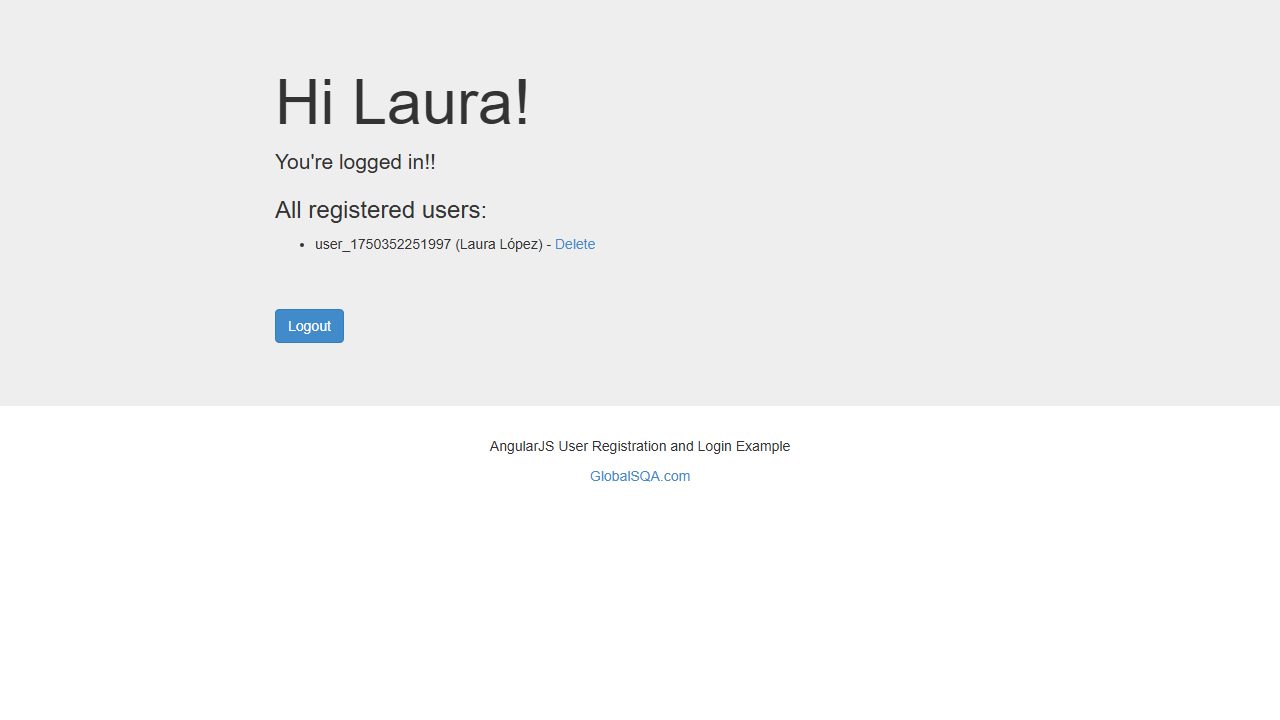 Hi Laura!
You're logged in!!
All registered users:
• user_1750352251997 (Laura López) - Delete
Logout
AngularJS User Registration and Login Example
GlobalSQA.com